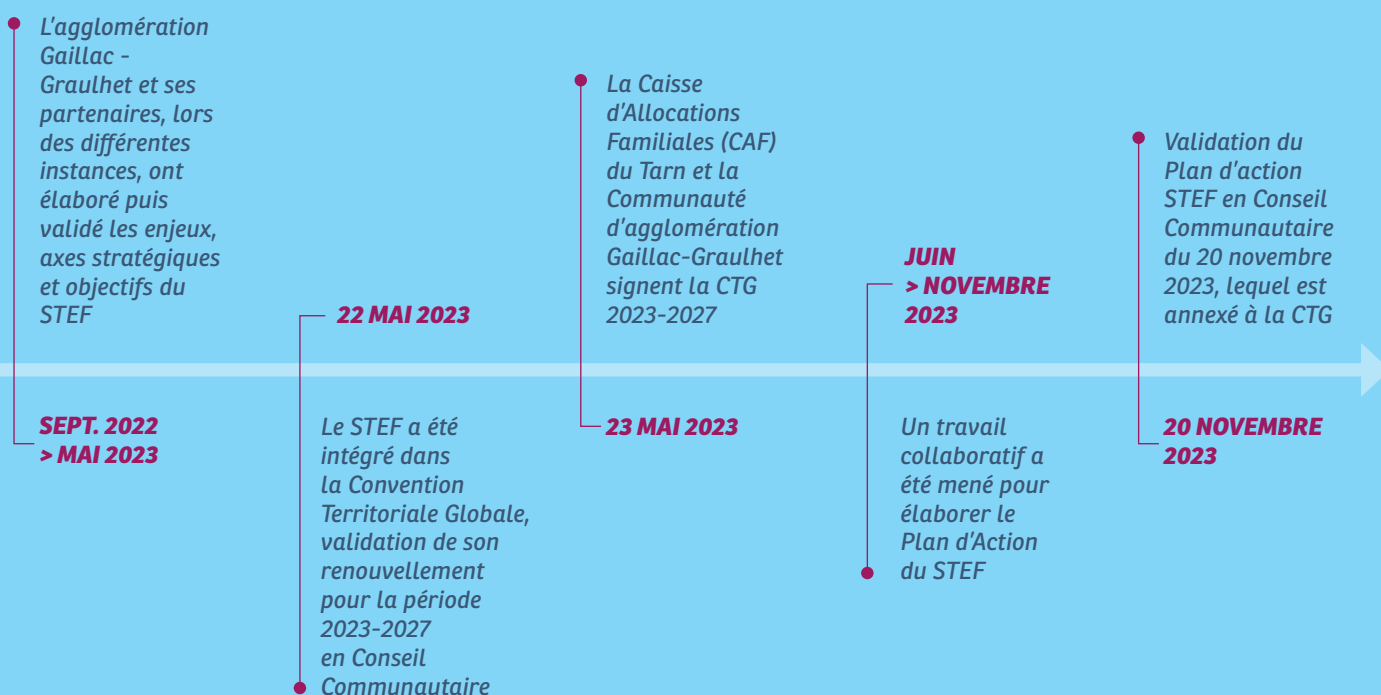 L'agglomération
Gaillac -
Graulhet et ses
partenaires, lors
des différentes
instances, ont
élaboré puis
validé les enjeux,
axes stratégiques
et objectifs du
STEF
SEPT. 2022
> MAI 2023
22 MAI 2023
Le STEF a été
intégré dans
la Convention
Territoriale Globale,
validation de son
renouvellement
pour la période
2023-2027
en Conseil
Communautaire
La Caisse
d'Allocations
Familiales (CAF)
du Tarn et la
Communauté
d'agglomération
Gaillac-Graulhet
signent la CTG
2023-2027
23 MAI 2023
JUIN
> NOVEMBRE
2023
Un travail
collaboratif a
été mené pour
élaborer le
Plan d'Action
du STEF
Validation du
Plan d'action
STEF en Conseil
Communautaire
du 20 novembre
2023, lequel est
annexé à la CTG
20 NOVEMBRE
2023